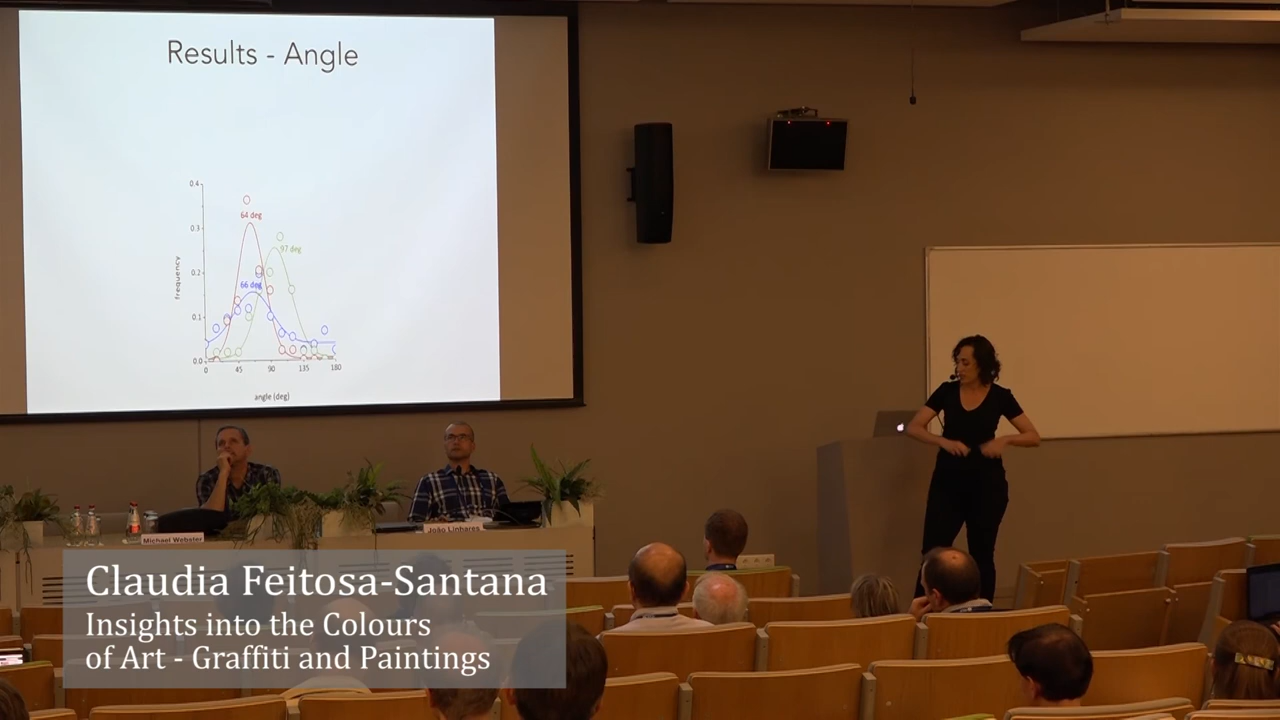 Results - Angle
0.4
64 deg
0.3
97 deg
frequency
0.2
66 deg
0.1
0.0
0 45 90 135 180
angle (deg)
Michael Webster
João Linhares
Claudia Feitosa-Santana
Insights into the Colours
of Art - Graffiti and Paintings